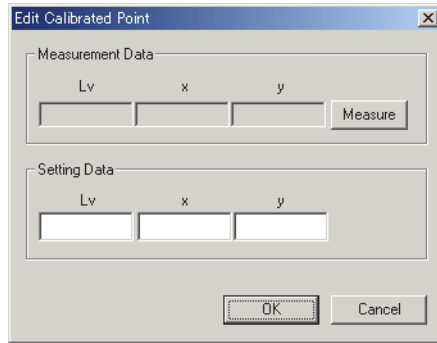 Edit Calibrated Point
Measurement Data
Lv x y
Measure
Setting Data
Lv x y
OK Cancel